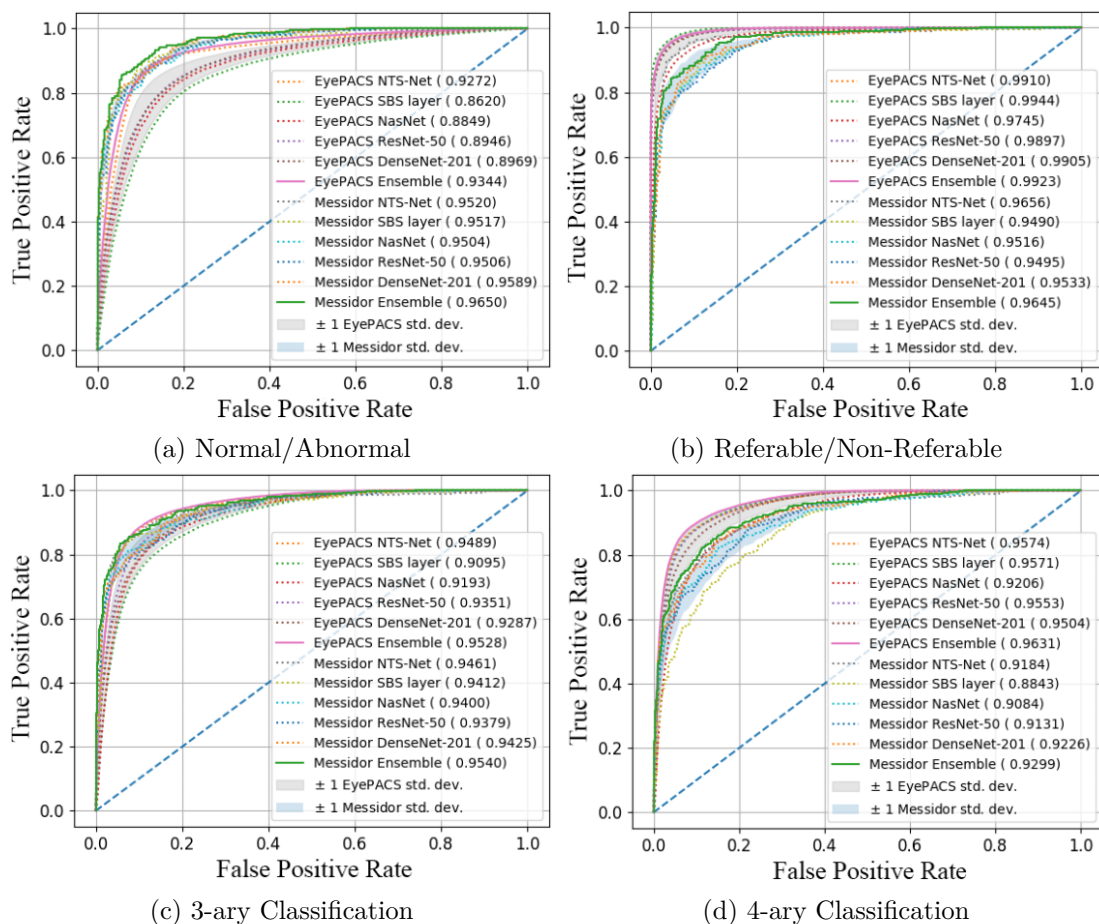 1.0
0.8
0.6
0.4
0.2
0.0
True Positive Rate
EyePACS NTS-Net ( 0.9272)
EyePACS SBS layer ( 0.8620)
EyePACS NasNet ( 0.8849)
EyePACS ResNet-50 ( 0.8946)
EyePACS DenseNet-201 ( 0.8969)
EyePACS Ensemble ( 0.9344)
Messidor NTS-Net ( 0.9520)
Messidor SBS layer ( 0.9517)
Messidor NasNet ( 0.9504)
Messidor ResNet-50 ( 0.9506)
Messidor DenseNet-201 ( 0.9589)
Messidor Ensemble ( 0.9650)
± 1 EyePACS std. dev.
± 1 Messidor std. dev.
0.0 0.2 0.4 0.6 0.8 1.0
False Positive Rate
(a) Normal/Abnormal
1.0
0.8
0.6
0.4
0.2
0.0
True Positive Rate
EyePACS NTS-Net ( 0.9910)
EyePACS SBS layer ( 0.9944)
EyePACS NasNet ( 0.9745)
EyePACS ResNet-50 ( 0.9897)
EyePACS DenseNet-201 ( 0.9905)
EyePACS Ensemble ( 0.9923)
Messidor NTS-Net ( 0.9656)
Messidor SBS layer ( 0.9490)
Messidor NasNet ( 0.9516)
Messidor ResNet-50 ( 0.9495)
Messidor DenseNet-201 ( 0.9533)
Messidor Ensemble ( 0.9645)
± 1 EyePACS std. dev.
± 1 Messidor std. dev.
0.0 0.2 0.4 0.6 0.8 1.0
False Positive Rate
(b) Referable/Non-Referable
1.0
0.8
0.6
0.4
0.2
0.0
True Positive Rate
EyePACS NTS-Net ( 0.9489)
EyePACS SBS layer ( 0.9095)
EyePACS NasNet ( 0.9193)
EyePACS ResNet-50 ( 0.9351)
EyePACS DenseNet-201 ( 0.9287)
EyePACS Ensemble ( 0.9528)
Messidor NTS-Net ( 0.9461)
Messidor SBS layer ( 0.9412)
Messidor NasNet ( 0.9400)
Messidor ResNet-50 ( 0.9379)
Messidor DenseNet-201 ( 0.9425)
Messidor Ensemble ( 0.9540)
± 1 EyePACS std. dev.
± 1 Messidor std. dev.
0.0 0.2 0.4 0.6 0.8 1.0
False Positive Rate
(c) 3-ary Classification
1.0
0.8
0.6
0.4
0.2
0.0
True Positive Rate
EyePACS NTS-Net ( 0.9574)
EyePACS SBS layer ( 0.9571)
EyePACS NasNet ( 0.9206)
EyePACS ResNet-50 ( 0.9553)
EyePACS DenseNet-201 ( 0.9504)
EyePACS Ensemble ( 0.9631)
Messidor NTS-Net ( 0.9184)
Messidor SBS layer ( 0.8843)
Messidor NasNet ( 0.9084)
Messidor ResNet-50 ( 0.9131)
Messidor DenseNet-201 ( 0.9226)
Messidor Ensemble ( 0.9299)
± 1 EyePACS std. dev.
± 1 Messidor std. dev.
0.0 0.2 0.4 0.6 0.8 1.0
False Positive Rate
(d) 4-ary Classification